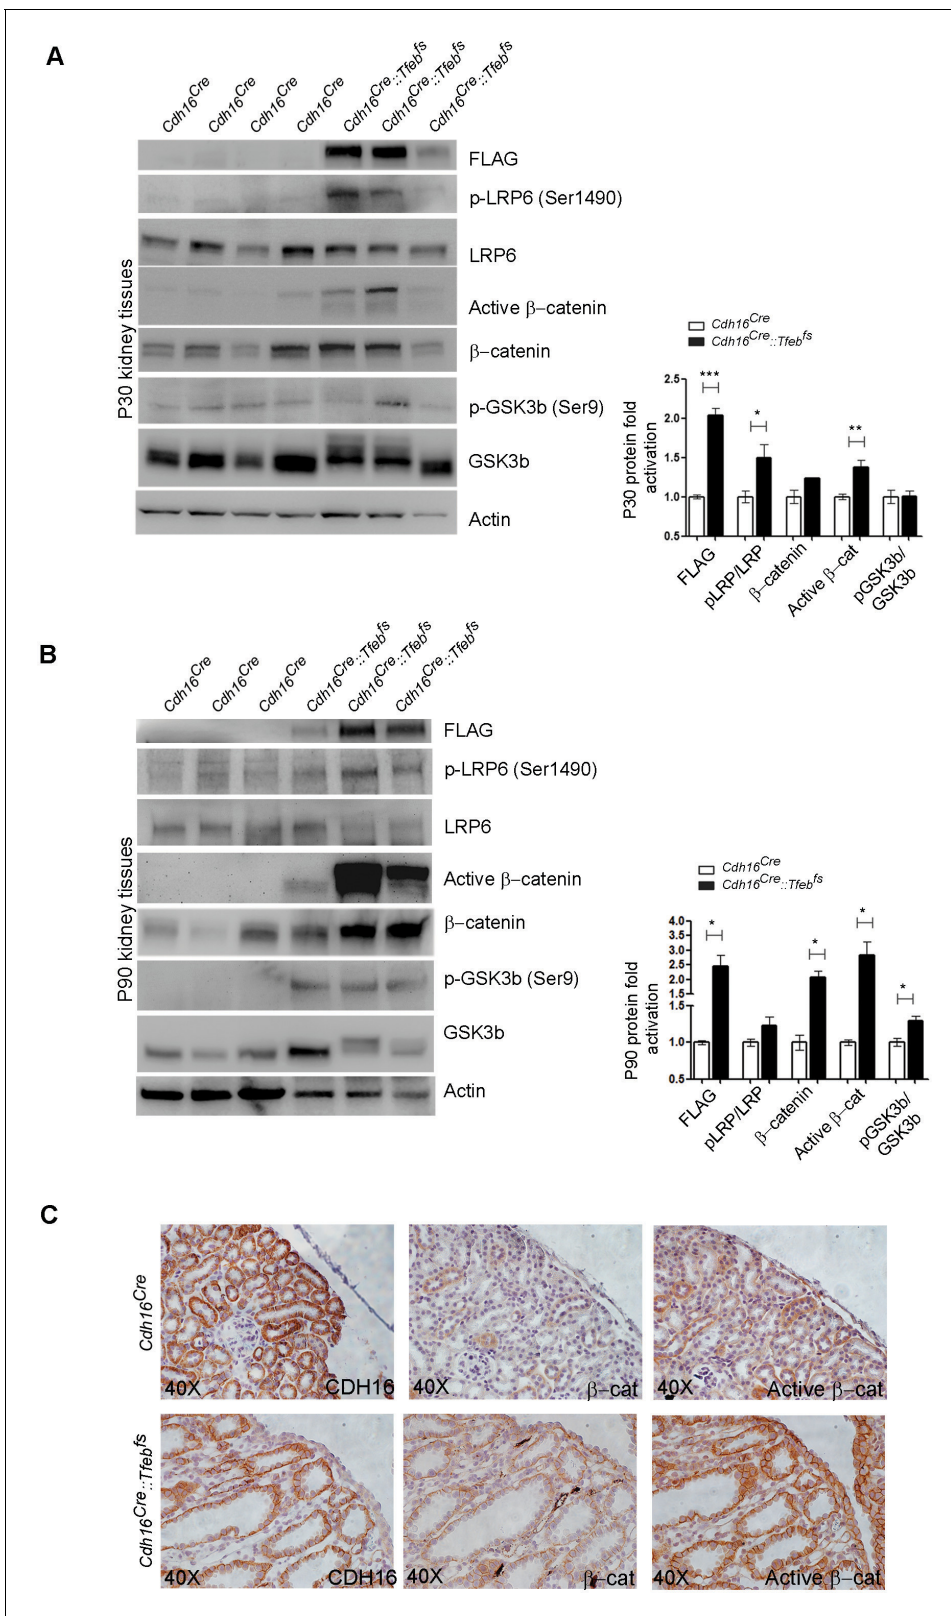 A
Cdh16Cre Cdh16Cre Cdh16Cre Cdh16Cre Cdh16Cre::Tfebfs Cdh16Cre::Tfebfs Cdh16Cre::Tfebfs
P30 kidney tissues
FLAG
p-LRP6 (Ser1490)
LRP6
Active β–catenin
β–catenin
p-GSK3b (Ser9)
GSK3b
Actin
Cdh16Cre
Cdh16Cre::Tfebfs
P30 protein fold
activation
2.5
2.0
1.5
1.0
0.5
***
*
**
FLAG
pLRP/LRP
β–catenin
Active β–cat
pGSK3b/
GSK3b
B
Cdh16Cre Cdh16Cre Cdh16Cre Cdh16Cre::Tfebfs Cdh16Cre::Tfebfs Cdh16Cre::Tfebfs
P90 kidney tissues
FLAG
p-LRP6 (Ser1490)
LRP6
Active β–catenin
β–catenin
p-GSK3b (Ser9)
GSK3b
Actin
Cdh16Cre
Cdh16Cre::Tfebfs
P90 protein fold
activation
4.0
3.5
3.0
2.5
2.0
1.5
1.5
1.0
0.5
*
*
*
*
FLAG
pLRP/LRP
β–catenin
Active β–cat
pGSK3b/
GSK3b
C
Cdh16Cre
40X CDH16
40X β–cat
40X Active β–cat
Cdh16Cre::Tfebfs
40X CDH16
40X β–cat
40X Active β–cat